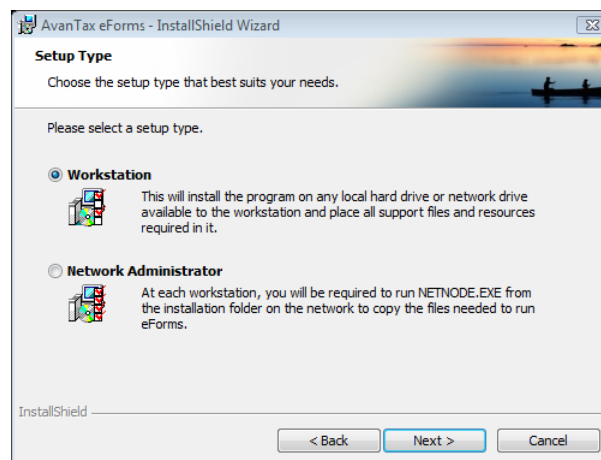 AvanTax eForms - InstallShield Wizard
Setup Type
Choose the setup type that best suits your needs.
Please select a setup type.
Workstation
This will install the program on any local hard drive or network drive
available to the workstation and place all support files and resources
required in it.
Network Administrator
At each workstation, you will be required to run NETNODE.EXE from
the installation folder on the network to copy the files needed to run
eForms.
InstallShield
< Back
Next >
Cancel